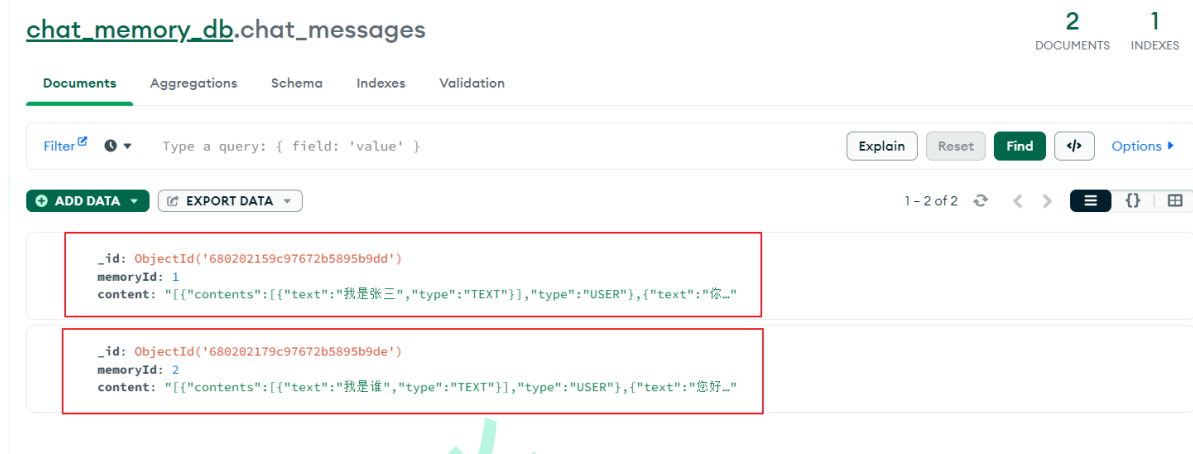 chat_memory_db.chat_messages
2 1
DOCUMENTS INDEXES
Documents Aggregations Schema Indexes Validation
Filter Type a query: { field: 'value' } Explain Reset Find </> Options
ADD DATA EXPORT DATA 1 – 2 of 2 {}
_id: ObjectId('680202159c97672b5895b9dd')
memoryId: 1
content: "[{"contents":[{"text":"我是张三","type":"TEXT"}],"type":"USER"},{"text":"你…"
_id: ObjectId('680202179c97672b5895b9de')
memoryId: 2
content: "[{"contents":[{"text":"我是谁","type":"TEXT"}],"type":"USER"},{"text":"您好…"